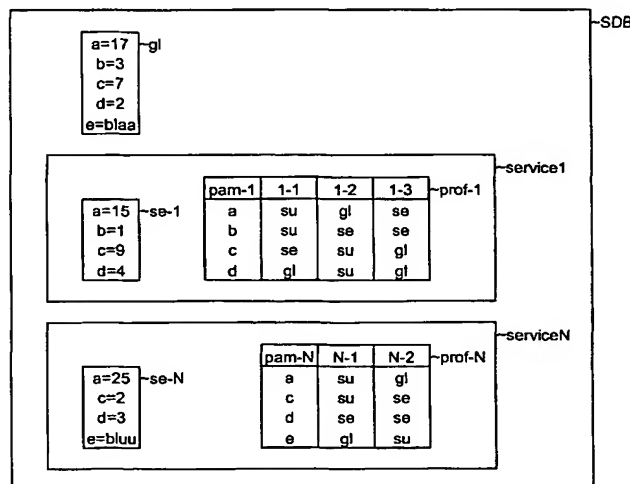 SDB
a=17 gl
b=3
c=7
d=2
e=blaa
service1
pam-1 1-1 1-2 1-3 prof-1
a su gl se
b su se se
c se su gl
d gl su gl
a=15 se-1
b=1
c=9
d=4
serviceN
pam-N N-1 N-2 prof-N
a su gl
c su se
d se se
e gl su
a=25 se-N
c=2
d=3
e=bluu